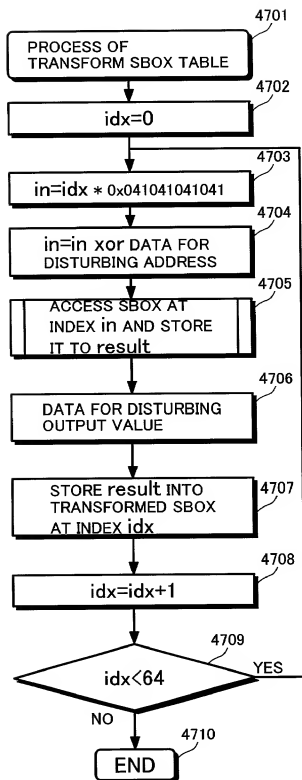 4701
PROCESS OF
TRANSFORM SBOX TABLE
4702
idx=0
4703
in=idx * 0x041041041041
4704
in=in xor DATA FOR
DISTURBING ADDRESS
4705
ACCESS SBOX AT
INDEX in AND STORE
IT TO result
4706
DATA FOR DISTURBING
OUTPUT VALUE
4707
STORE result INTO
TRANSFORMED SBOX
AT INDEX idx
4708
idx=idx+1
4709
idx<64
YES
NO
4710
END